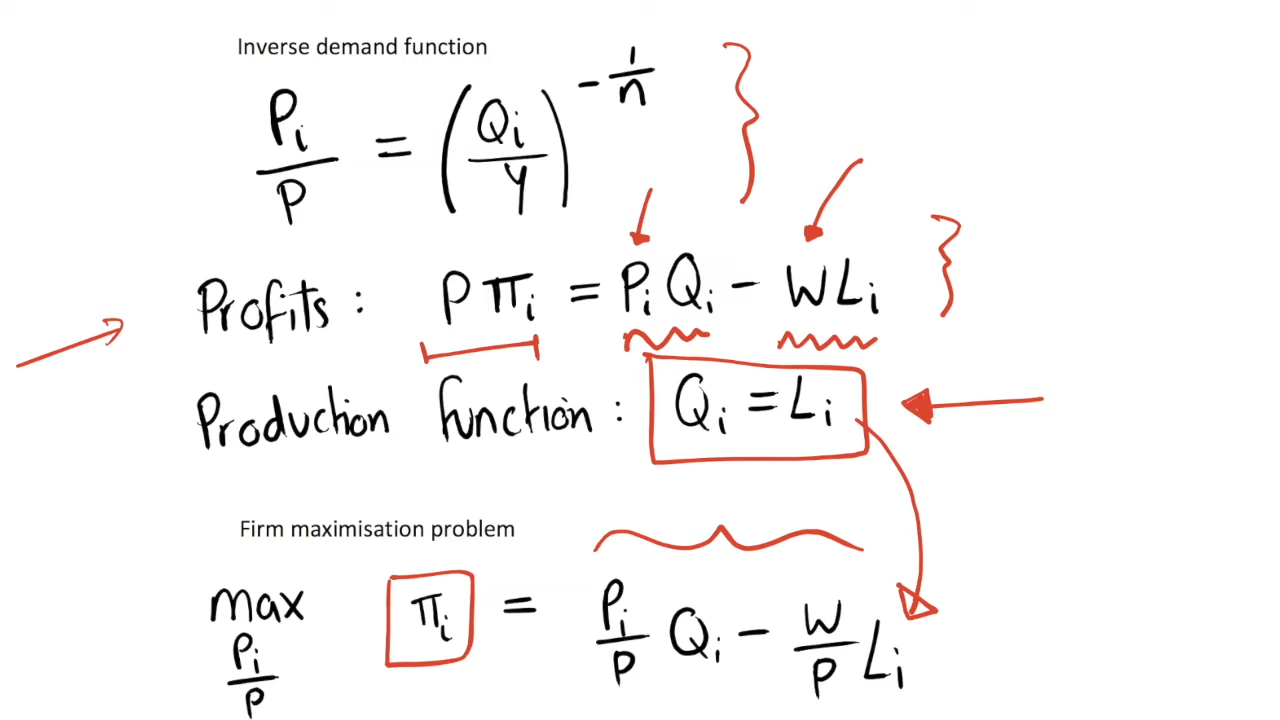 Inverse demand function
Pi/P = (Qi/Y)^-1/n
Profits: Pπi = PiQi - WLi
Production function: Qi = Li
Firm maximisation problem
max Pi/P πi = Pi/P Qi - W/P Li